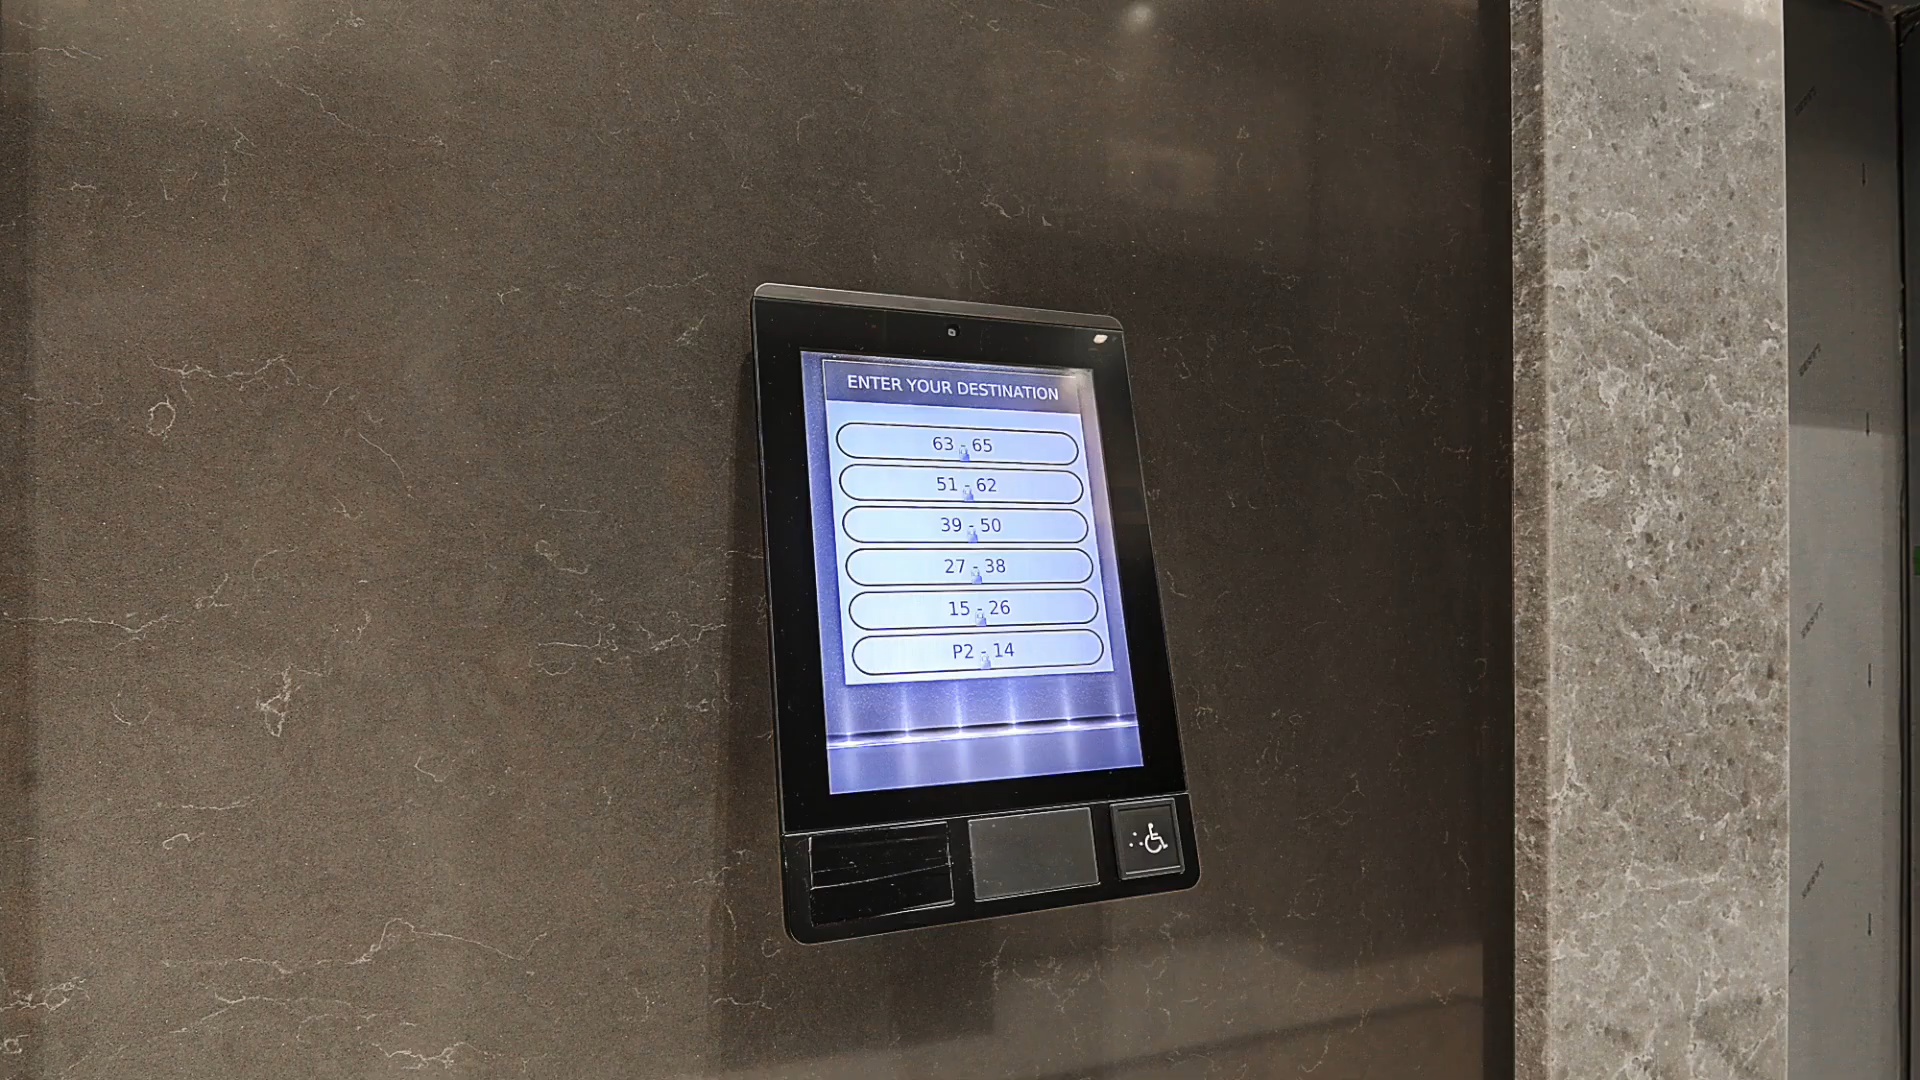 ENTER YOUR DESTINATION
63 - 65
51 - 62
39 - 50
27 - 38
15 - 26
P2 - 14